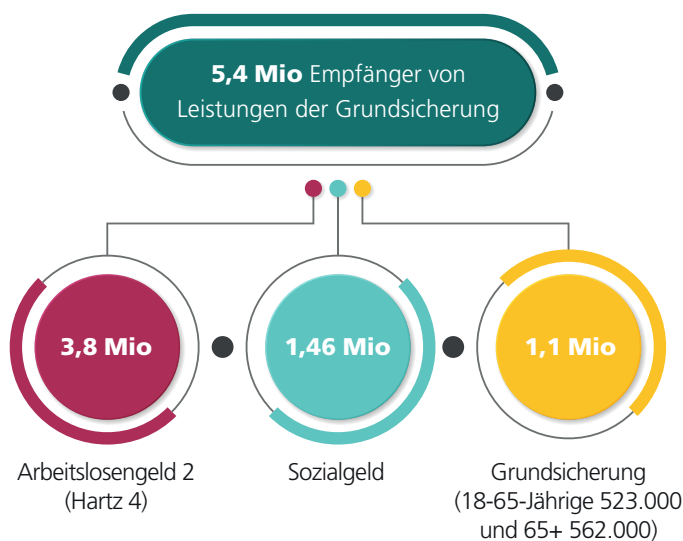 5,4 Mio Empfänger von
Leistungen der Grundsicherung
3,8 Mio
1,46 Mio
1,1 Mio
Arbeitslosengeld 2
(Hartz 4)
Sozialgeld
Grundsicherung
(18-65-Jährige 523.000
und 65+ 562.000)